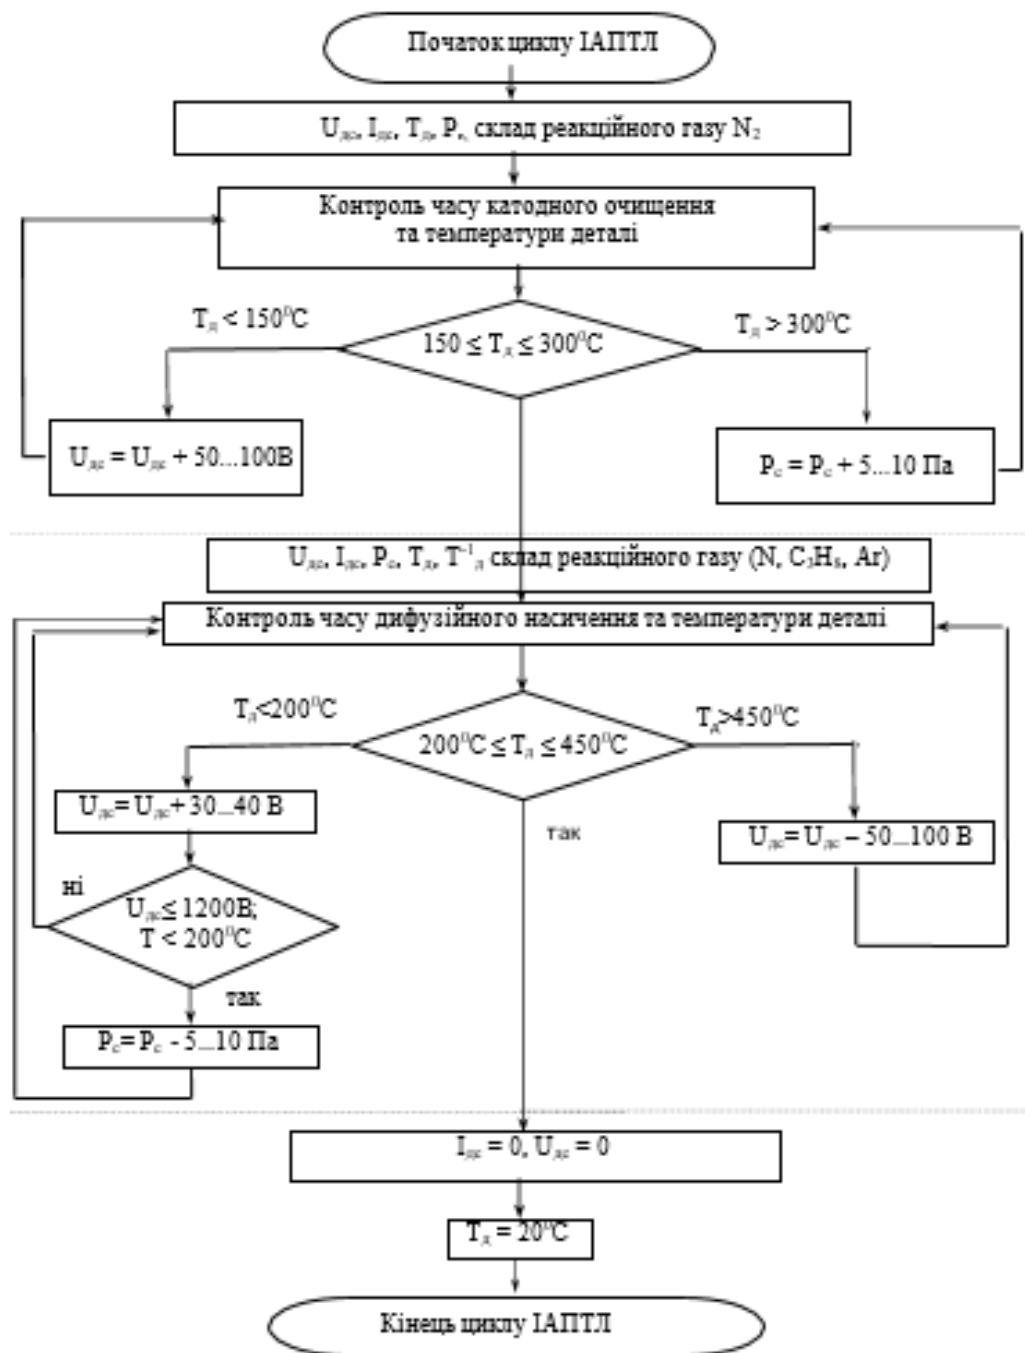 Початок циклу ІАПТЛ
Uдс, Iдс, Tд, Pс, склад реакційного газу N₂
Контроль часу катодного очищення
та температури деталі
Tд < 150⁰C
150 ≤ Tд ≤ 300⁰C
Tд > 300⁰C
Uдс = Uдс + 50...100В
Pс = Pс + 5...10 Па
Uдс, Iдс, Pс, Tд, T⁻¹д склад реакційного газу (N, C₃H₈, Ar)
Контроль часу дифузійного насичення та температури деталі
Tд<200⁰C
200⁰C ≤ Tд ≤ 450⁰C
Tд>450⁰C
Uдс= Uдс+ 30...40 В
так
Uдс= Uдс – 50...100 В
ні
Uдс≤ 1200В;
T < 200⁰C
так
Pс= Pс - 5...10 Па
Iдс = 0, Uдс = 0
Tд = 20⁰C
Кінець циклу ІАПТЛ